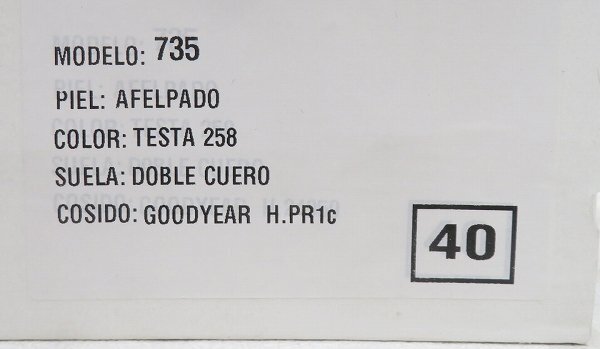 MODELO: 735
PIEL: AFELPADO
COLOR: TESTA 258
SUELA: DOBLE CUERO
COSIDO: GOODYEAR H.PR1c
40